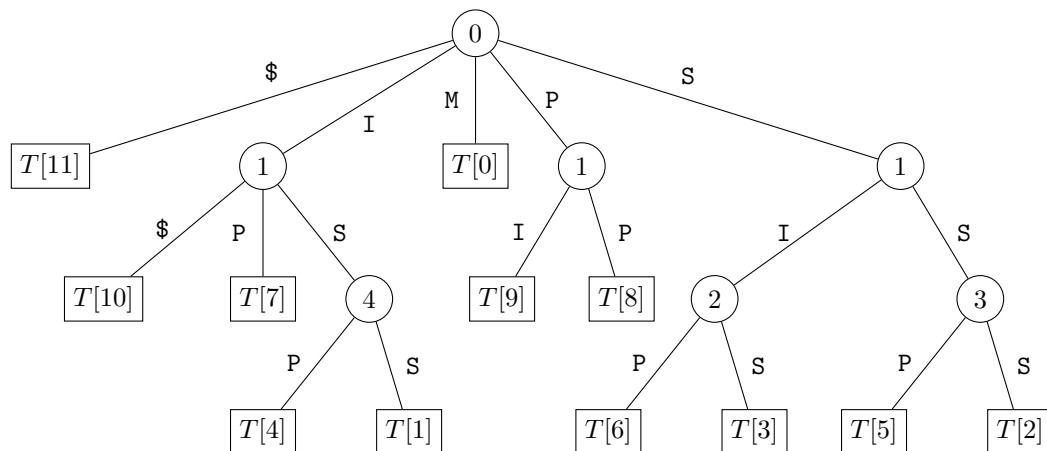 0
$ I M P S
T[11] 1 T[0] 1 1
$ P S I P I S
T[10] T[7] 4 T[9] T[8] 2 3
P S P S P S
T[4] T[1] T[6] T[3] T[5] T[2]